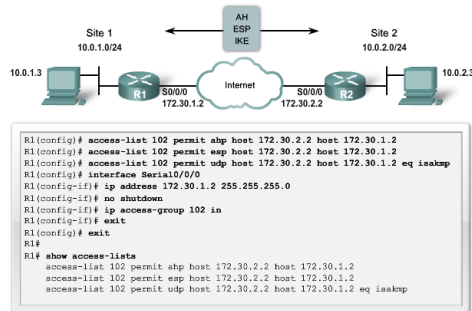 AH
ESP
IKE
Site 1
10.0.1.0/24
Site 2
10.0.2.0/24
10.0.1.3
10.0.2.3
R1
S0/0/0
172.30.1.2
Internet
S0/0/0
172.30.2.2
R2
R1(config)# access-list 102 permit ahp host 172.30.2.2 host 172.30.1.2
R1(config)# access-list 102 permit esp host 172.30.2.2 host 172.30.1.2
R1(config)# access-list 102 permit udp host 172.30.2.2 host 172.30.1.2 eq isakmp
R1(config)# interface Serial0/0/0
R1(config-if)# ip address 172.30.1.2 255.255.255.0
R1(config-if)# no shutdown
R1(config-if)# ip access-group 102 in
R1(config-if)# exit
R1(config)# exit
R1#
R1# show access-lists
access-list 102 permit ahp host 172.30.2.2 host 172.30.1.2
access-list 102 permit esp host 172.30.2.2 host 172.30.1.2
access-list 102 permit udp host 172.30.2.2 host 172.30.1.2 eq isakmp